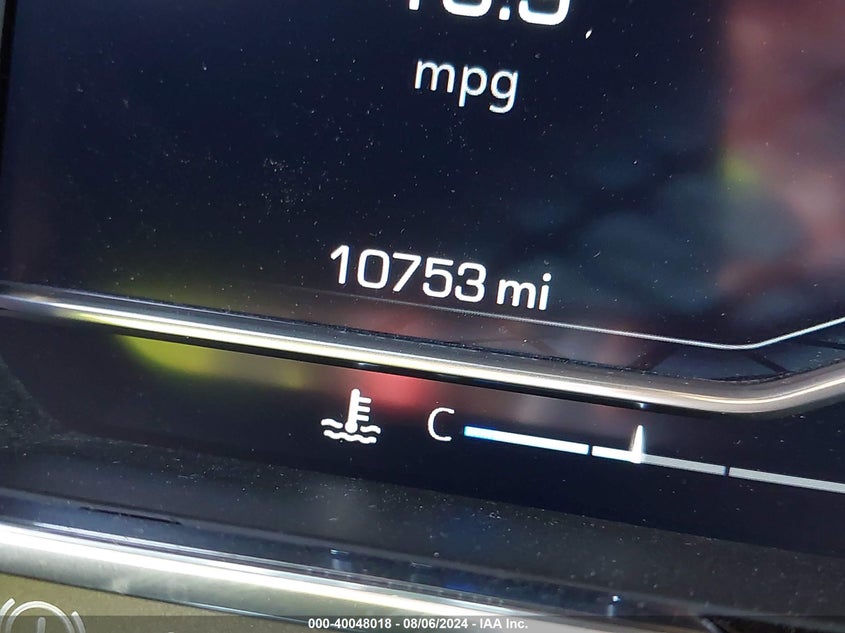 mpg
10753 mi
C
000-40048018 - 08/06/2024 - IAA Inc.